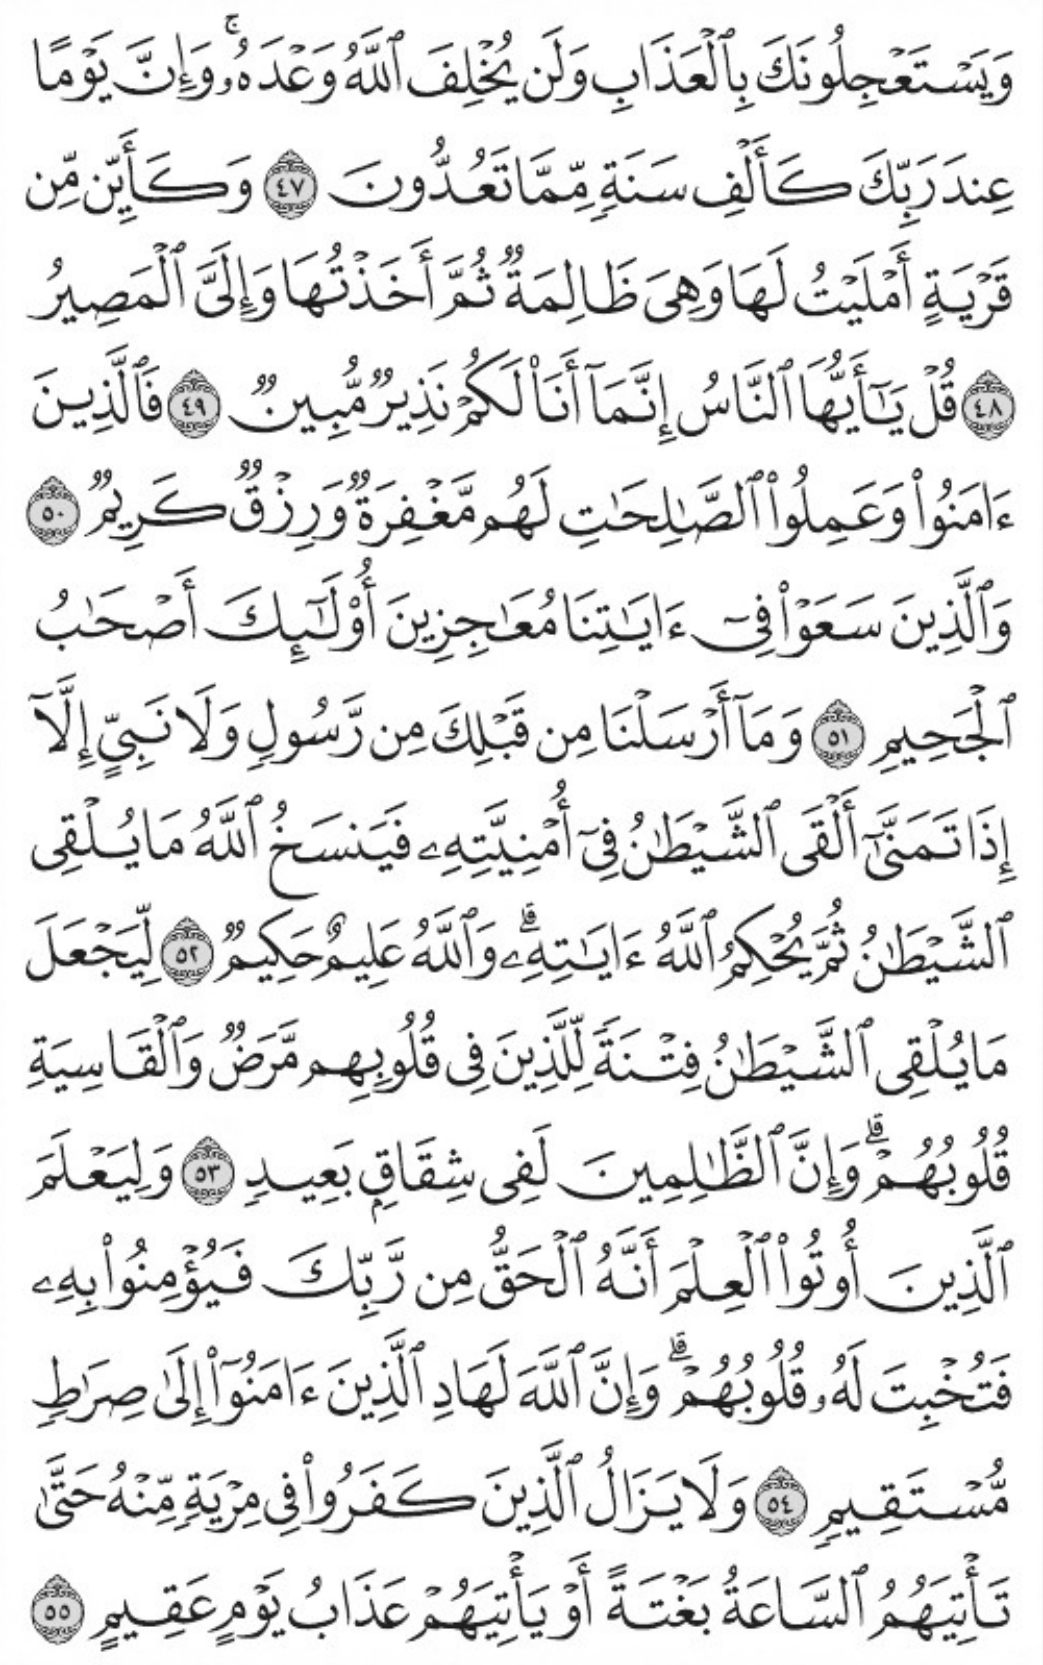 وَيَسْتَعْجِلُونَكَ بِٱلْعَذَابِ وَلَن يُخْلِفَ ٱللَّهُ وَعْدَهُۥۚ وَإِنَّ يَوْمًا
عِندَ رَبِّكَ كَأَلْفِ سَنَةٍ مِّمَّا تَعُدُّونَ ٤٧ وَكَأَيِّن مِّن
قَرْيَةٍ أَمْلَيْتُ لَهَا وَهِىَ ظَالِمَةٌ ثُمَّ أَخَذْتُهَا وَإِلَىَّ ٱلْمَصِيرُ
٤٨ قُلْ يَـٰٓأَيُّهَا ٱلنَّاسُ إِنَّمَآ أَنَا۠ لَكُمْ نَذِيرٌ مُّبِينٌ ٤٩ فَٱلَّذِينَ
ءَامَنُوا۟ وَعَمِلُوا۟ ٱلصَّـٰلِحَـٰتِ لَهُم مَّغْفِرَةٌ وَرِزْقٌ كَرِيمٌ ٥٠
وَٱلَّذِينَ سَعَوْا۟ فِىٓ ءَايَـٰتِنَا مُعَـٰجِزِينَ أُو۟لَـٰٓئِكَ أَصْحَـٰبُ
ٱلْجَحِيمِ ٥١ وَمَآ أَرْسَلْنَا مِن قَبْلِكَ مِن رَّسُولٍ وَلَا نَبِىٍّ إِلَّآ
إِذَا تَمَنَّىٰٓ أَلْقَى ٱلشَّيْطَـٰنُ فِىٓ أُمْنِيَّتِهِۦ فَيَنسَخُ ٱللَّهُ مَا يُلْقِى
ٱلشَّيْطَـٰنُ ثُمَّ يُحْكِمُ ٱللَّهُ ءَايَـٰتِهِۦۗ وَٱللَّهُ عَلِيمٌ حَكِيمٌ ٥٢ لِّيَجْعَلَ
مَا يُلْقِى ٱلشَّيْطَـٰنُ فِتْنَةً لِّلَّذِينَ فِى قُلُوبِهِم مَّرَضٌ وَٱلْقَاسِيَةِ
قُلُوبُهُمْۗ وَإِنَّ ٱلظَّـٰلِمِينَ لَفِى شِقَاقٍۭ بَعِيدٍ ٥٣ وَلِيَعْلَمَ
ٱلَّذِينَ أُوتُوا۟ ٱلْعِلْمَ أَنَّهُ ٱلْحَقُّ مِن رَّبِّكَ فَيُؤْمِنُوا۟ بِهِۦ
فَتُخْبِتَ لَهُۥ قُلُوبُهُمْۗ وَإِنَّ ٱللَّهَ لَهَادِ ٱلَّذِينَ ءَامَنُوٓا۟ إِلَىٰ صِرَٰطٍ
مُّسْتَقِيمٍ ٥٤ وَلَا يَزَالُ ٱلَّذِينَ كَفَرُوا۟ فِى مِرْيَةٍ مِّنْهُ حَتَّىٰ
تَأْتِيَهُمُ ٱلسَّاعَةُ بَغْتَةً أَوْ يَأْتِيَهُمْ عَذَابُ يَوْمٍ عَقِيمٍ ٥٥